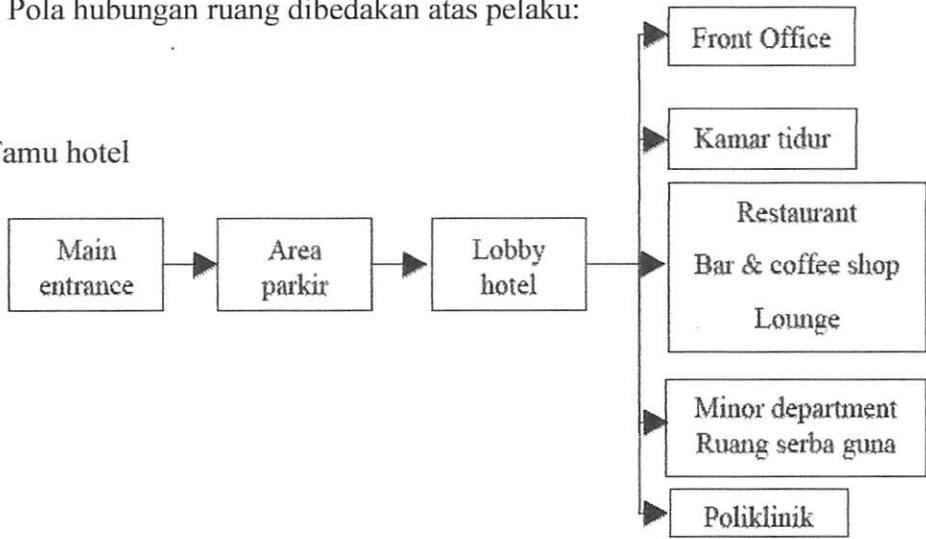 Pola hubungan ruang dibedakan atas pelaku:
Tamu hotel
Main
entrance
Area
parkir
Lobby
hotel
Front Office
Kamar tidur
Restaurant
Bar & coffee shop
Lounge
Minor department
Ruang serba guna
Poliklinik